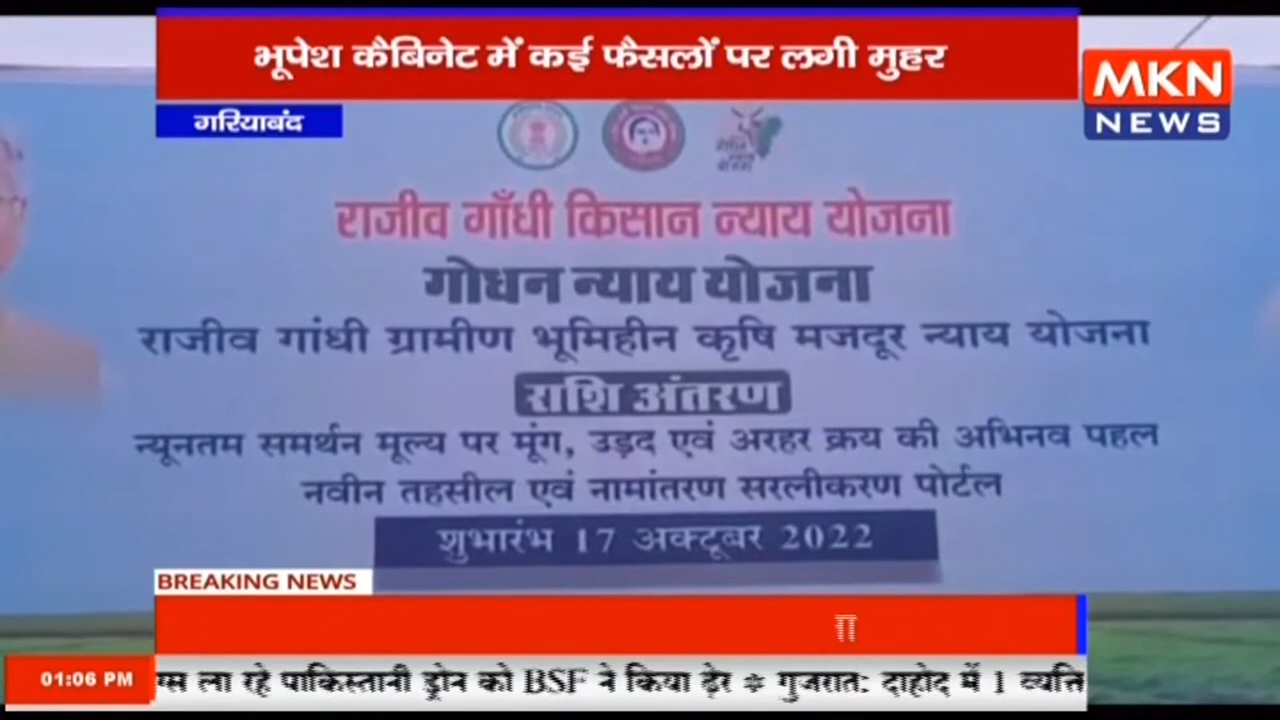 भूपेश कैबिनेट में कई फैसलों पर लगी मुहर
MKN
NEWS
गरियाबंद
राजीव गाँधी किसान न्याय योजना
गोधन न्याय योजना
राजीव गांधी ग्रामीण भूमिहीन कृषि मजदूर न्याय योजना
राशि अंतरण
न्यूनतम समर्थन मूल्य पर मूंग, उड़द एवं अरहर क्रय की अभिनव पहल
नवीन तहसील एवं नामांतरण सरलीकरण पोर्टल
शुभारंभ 17 अक्टूबर 2022
BREAKING NEWS
01:06 PM
ला रहे पाकिस्तानी ड्रोन को BSF ने किया ढ़ेर * गुजरात: दाहोद में 1 व्यक्ति